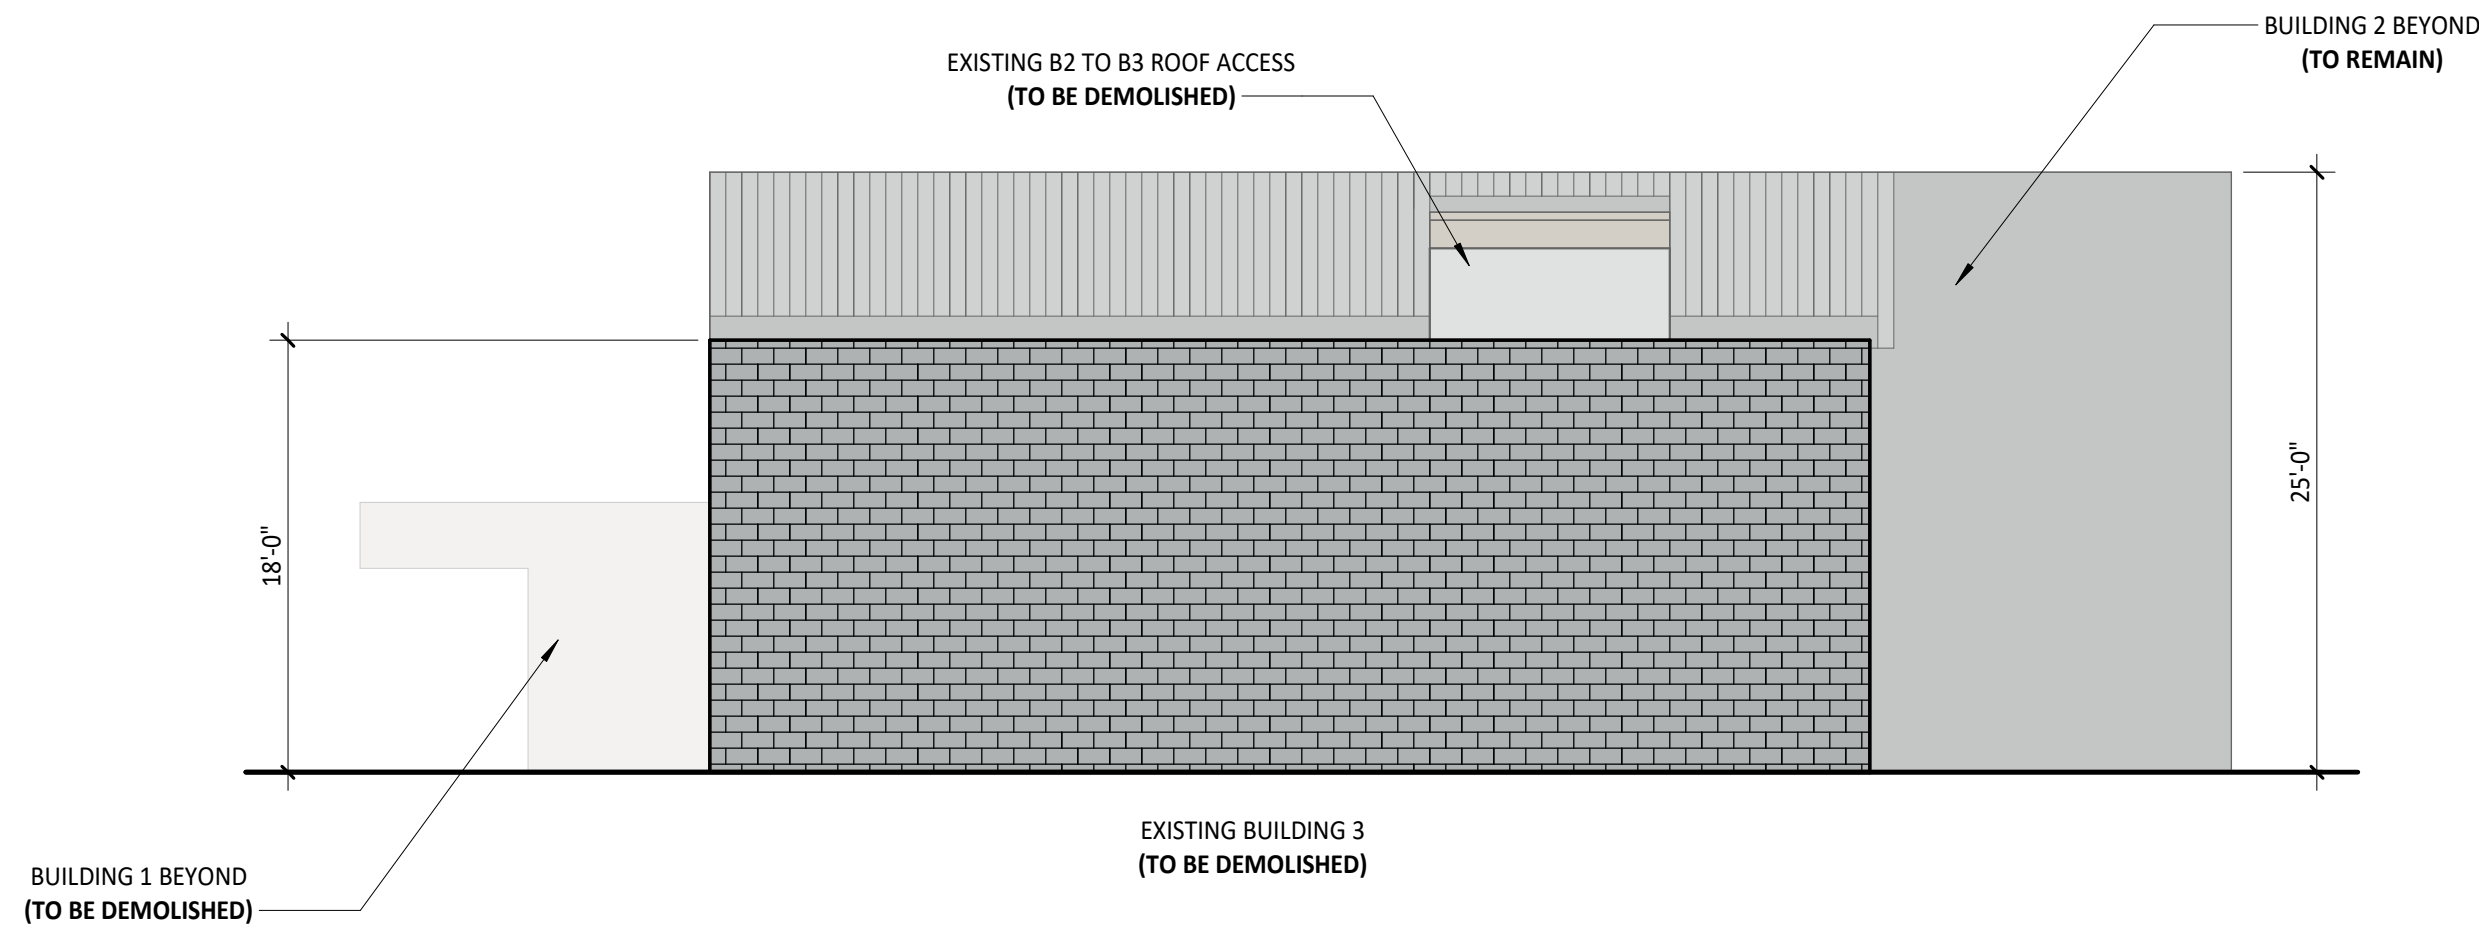 BUILDING 2 BEYOND
(TO REMAIN)
EXISTING B2 TO B3 ROOF ACCESS
(TO BE DEMOLISHED)
18'-0"
25'-0"
EXISTING BUILDING 3
(TO BE DEMOLISHED)
BUILDING 1 BEYOND
(TO BE DEMOLISHED)